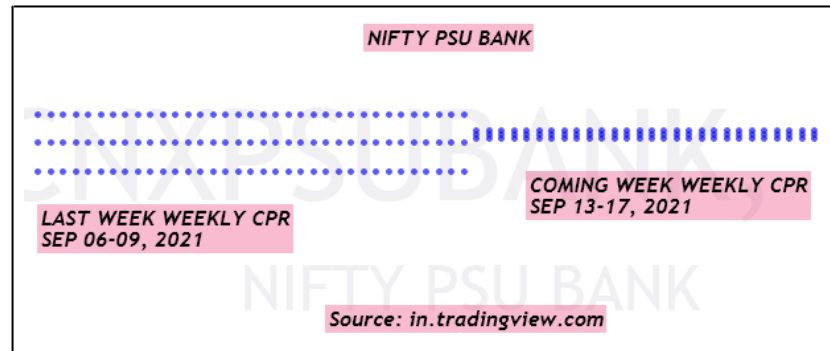 NIFTY PSU BANK
CNXPSUBANK,
LAST WEEK WEEKLY CPR
SEP 06-09, 2021
COMING WEEK WEEKLY CPR
SEP 13-17, 2021
NIFTY PSU BANK
Source: in.tradingview.com